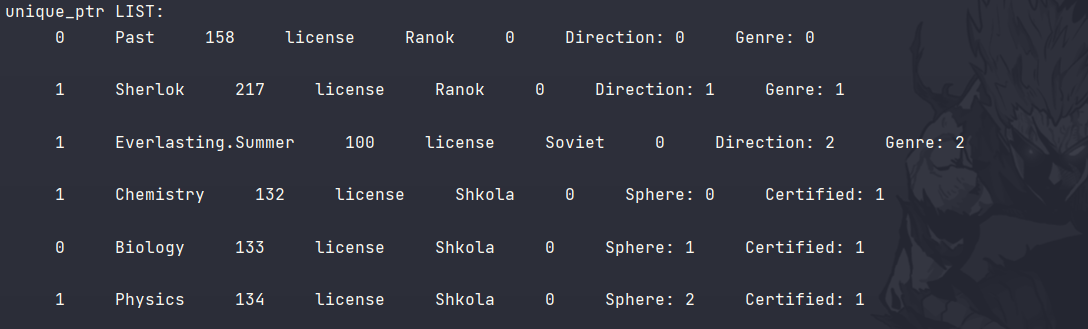 unique_ptr LIST:
0 Past 158 license Ranok 0 Direction: 0 Genre: 0
1 Sherlok 217 license Ranok 0 Direction: 1 Genre: 1
1 Everlasting.Summer 100 license Soviet 0 Direction: 2 Genre: 2
1 Chemistry 132 license Shkola 0 Sphere: 0 Certified: 1
0 Biology 133 license Shkola 0 Sphere: 1 Certified: 1
1 Physics 134 license Shkola 0 Sphere: 2 Certified: 1